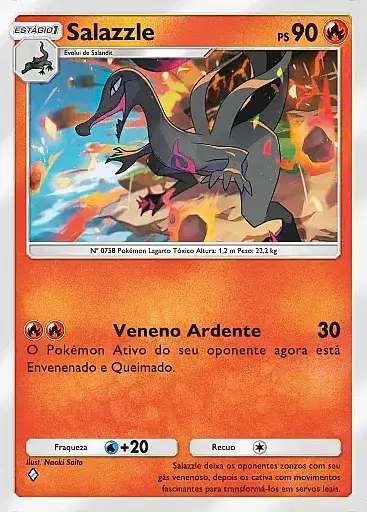 ESTÁGIO 1
Salazzle
PS 90
Evolui de Salandit
Nº 0758 Pokémon Lagarto Tóxico Altura: 1,2 m Peso: 22,2 kg
Veneno Ardente 30
O Pokémon Ativo do seu oponente agora está
Envenenado e Queimado.
Fraqueza +20
Recuo
Ilust. Naoki Saito
Salazzle deixa os oponentes zonzos com seu
gás venenoso, depois os cativa com movimentos
fascinantes para transformá-los em servos leais.